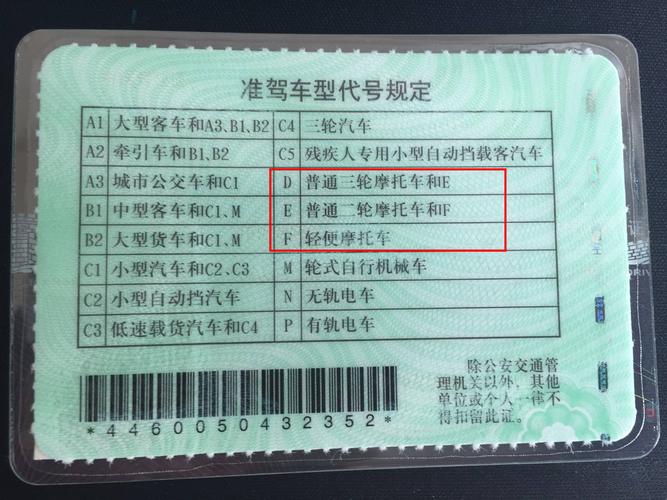 准驾车型代号规定
A1 大型客车和A3、B1、B2 C4 三轮汽车
A2 牵引车和B1、B2 C5 残疾人专用小型自动挡载客汽车
A3 城市公交车和C1 D 普通三轮摩托车和E
B1 中型客车和C1、M E 普通二轮摩托车和F
B2 大型货车和C1、M F 轻便摩托车
C1 小型汽车和C2、C3 M 轮式自行机械车
C2 小型自动挡汽车 N 无轨电车
C3 低速载货汽车和C4 P 有轨电车
除公安交通管
理机关以外，其他
单位或个人一律不
得扣留此证。
*4460050432352*